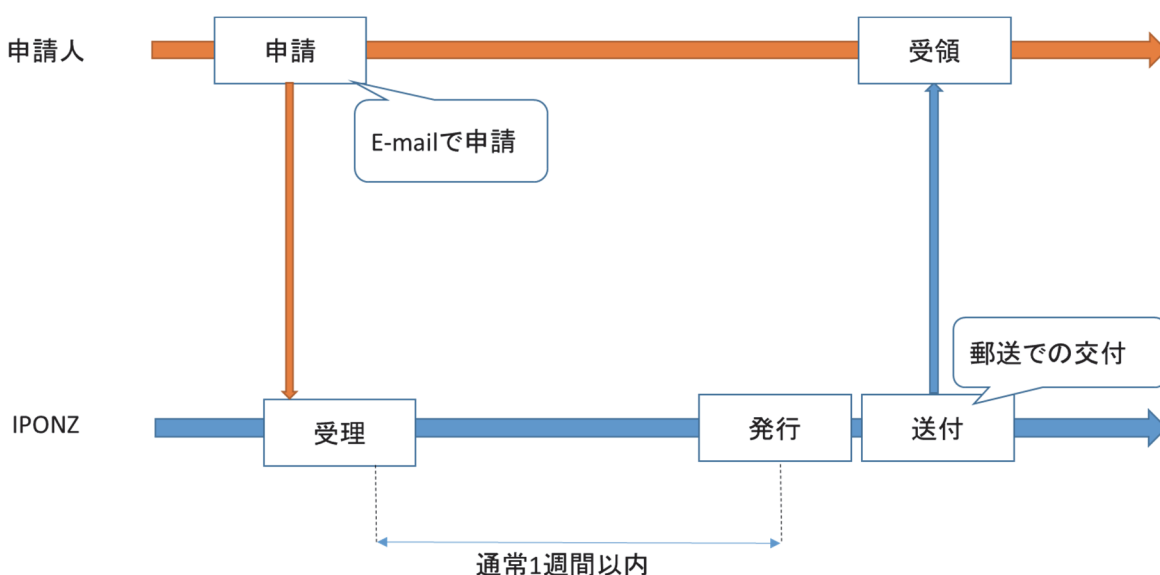 申請人
申請
受領
E-mailで申請
郵送での交付
IPONZ
受理
発行
送付
通常1週間以内